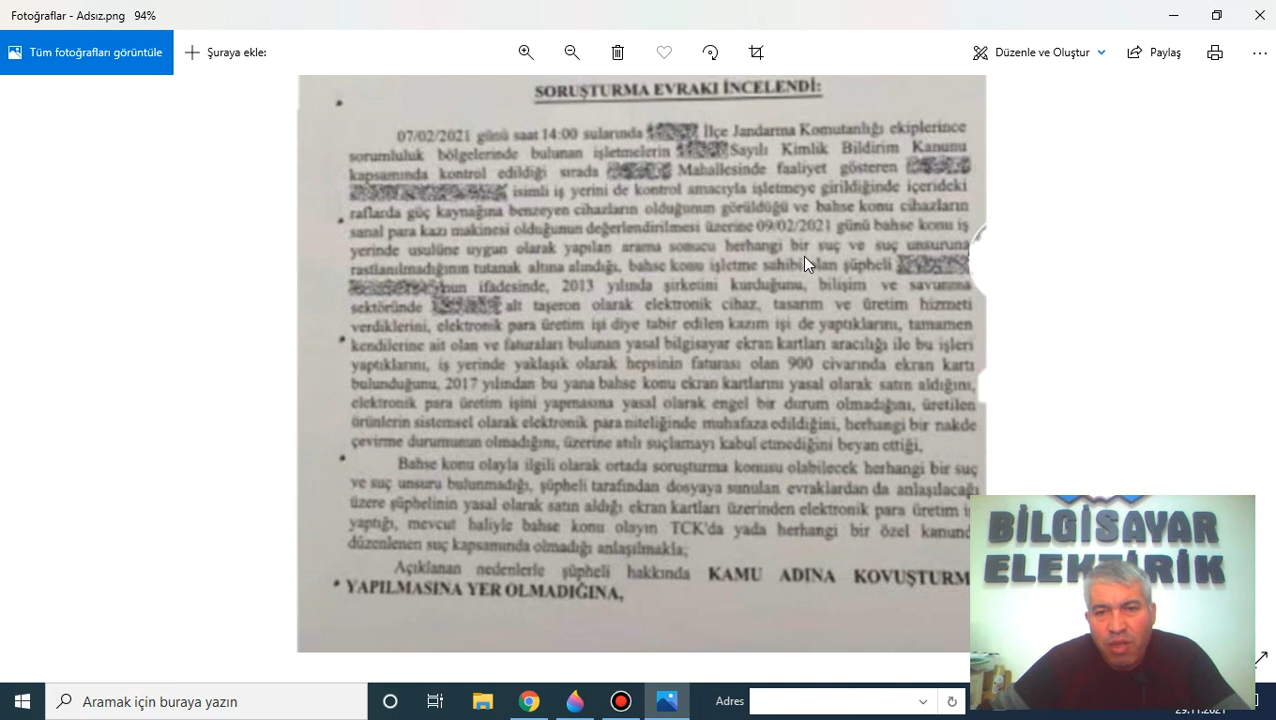 Fotoğraflar - Adsız.png 94%
Tüm fotoğrafları görüntüle
Şuraya ekle:
Düzenle ve Oluştur
Paylaş
SORUŞTURMA EVRAKI İNCELENDİ:
07/02/2021 günü saat 14:00 sularında İlçe Jandarma Komutanlığı ekiplerince
sorumluluk bölgelerinde bulunan işletmelerin Sayılı Kimlik Bildirim Kanunu
kapsamında kontrol edildiği sırada Mahallesinde faaliyet gösteren
isimli iş yerini de kontrol amacıyla işletmeye girildiğinde içerideki
raflarda güç kaynağına benzeyen cihazların olduğunun görüldüğü ve bahse konu cihazların
sanal para kazı makinesi olduğunun değerlendirilmesi üzerine 09/02/2021 günü bahse konu iş
yerinde usulüne uygun olarak yapılan arama sonucu herhangi bir suç ve suç unsuruna
rastlanılmadığının tutanak altına alındığı, bahse konu işletme sahibi olan şüpheli
nun ifadesinde, 2013 yılında şirketini kurduğunu, bilişim ve savunma
sektöründe alt taşeron olarak elektronik cihaz, tasarım ve üretim hizmeti
verdiklerini, elektronik para üretim işi diye tabir edilen kazım işi de yaptıklarını, tamamen
kendilerine ait olan ve faturaları bulunan yasal bilgisayar ekran kartları aracılığı ile bu işleri
yaptıklarını, iş yerinde yaklaşık olarak hepsinin faturası olan 900 civarında ekran kartı
bulunduğunu, 2017 yılından bu yana bahse konu ekran kartlarını yasal olarak satın aldığını,
elektronik para üretim işini yapmasına yasal olarak engel bir durum olmadığını, üretilen
ürünlerin sistemsel olarak elektronik para niteliğinde muhafaza edildiğini, herhangi bir nakde
çevirme durumunun olmadığını, üzerine atılı suçlamayı kabul etmediğini beyan ettiği,
Bahse konu olayla ilgili olarak ortada soruşturma konusu olabilecek herhangi bir suç
ve suç unsuru bulunmadığı, şüpheli tarafından dosyaya sunulan evraklardan da anlaşılacağı
üzere şüphelinin yasal olarak satın aldığı ekran kartları üzerinden elektronik para üretim i
yaptığı, mevcut haliyle bahse konu olayın TCK'da yada herhangi bir özel kanund
düzenlenen suç kapsamında olmadığı anlaşılmakla;
Açıklanan nedenlerle şüpheli hakkında KAMU ADINA KOVUŞTURM
YAPILMASINA YER OLMADIĞINA,
BİLGİSAYAR
ELEKTİRİK
Aramak için buraya yazın
Adres
29.11.2021